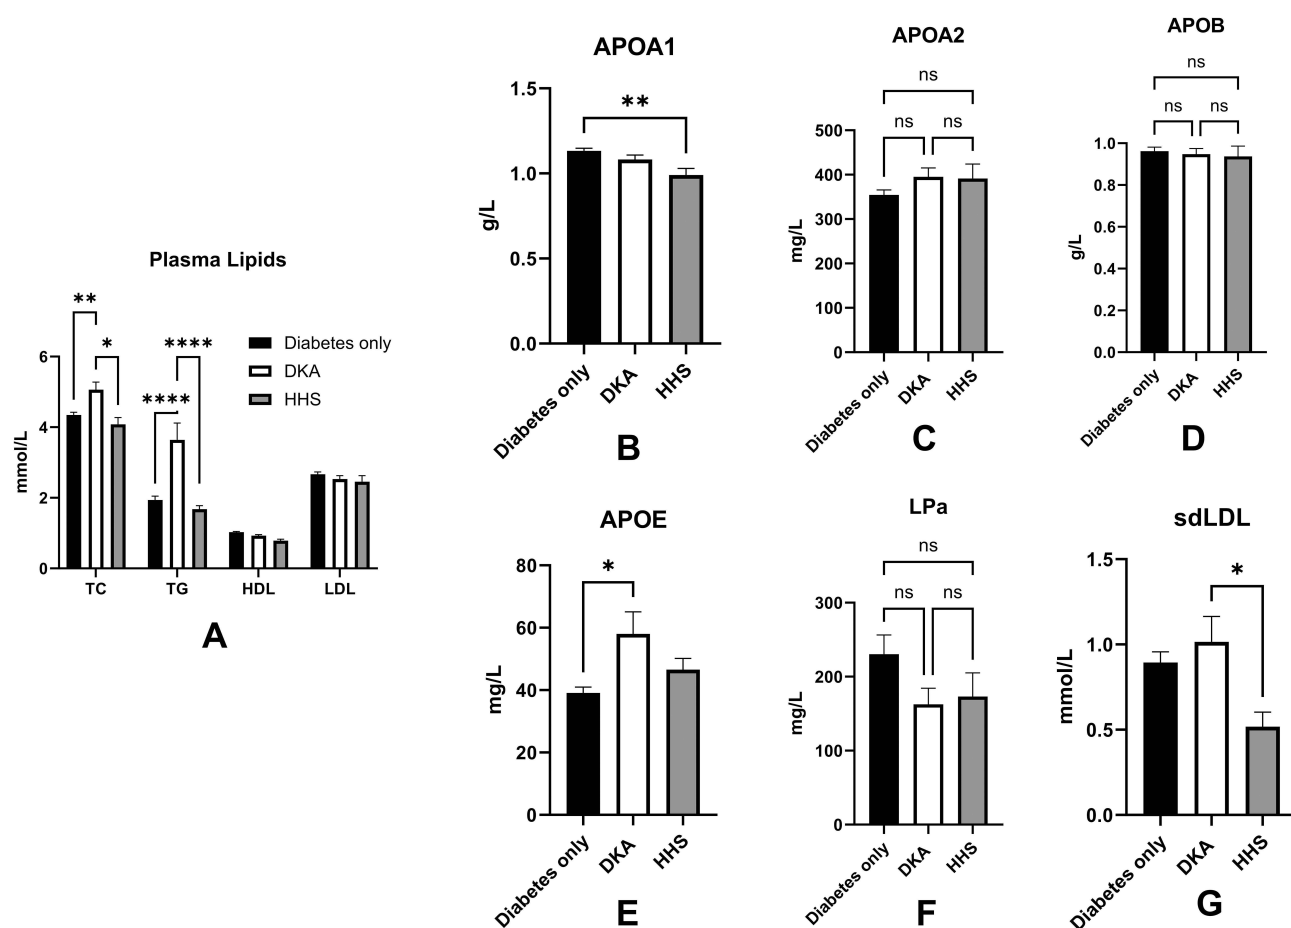 Plasma Lipids
**
*
****
****
Diabetes only
DKA
HHS
mmol/L
6
4
2
0
TC
TG
HDL
LDL
A
APOA1
**
g/L
1.5
1.0
0.5
0.0
Diabetes only
DKA
HHS
B
APOA2
ns
ns
ns
mg/L
500
400
300
200
100
0
Diabetes only
DKA
HHS
C
APOB
ns
ns
ns
g/L
1.0
0.8
0.6
0.4
0.2
0.0
Diabetes only
DKA
HHS
D
APOE
*
mg/L
80
60
40
20
0
Diabetes only
DKA
HHS
E
LPa
ns
ns
ns
mg/L
300
200
100
0
Diabetes only
DKA
HHS
F
sdLDL
*
mmol/L
1.5
1.0
0.5
0.0
Diabetes only
DKA
HHS
G